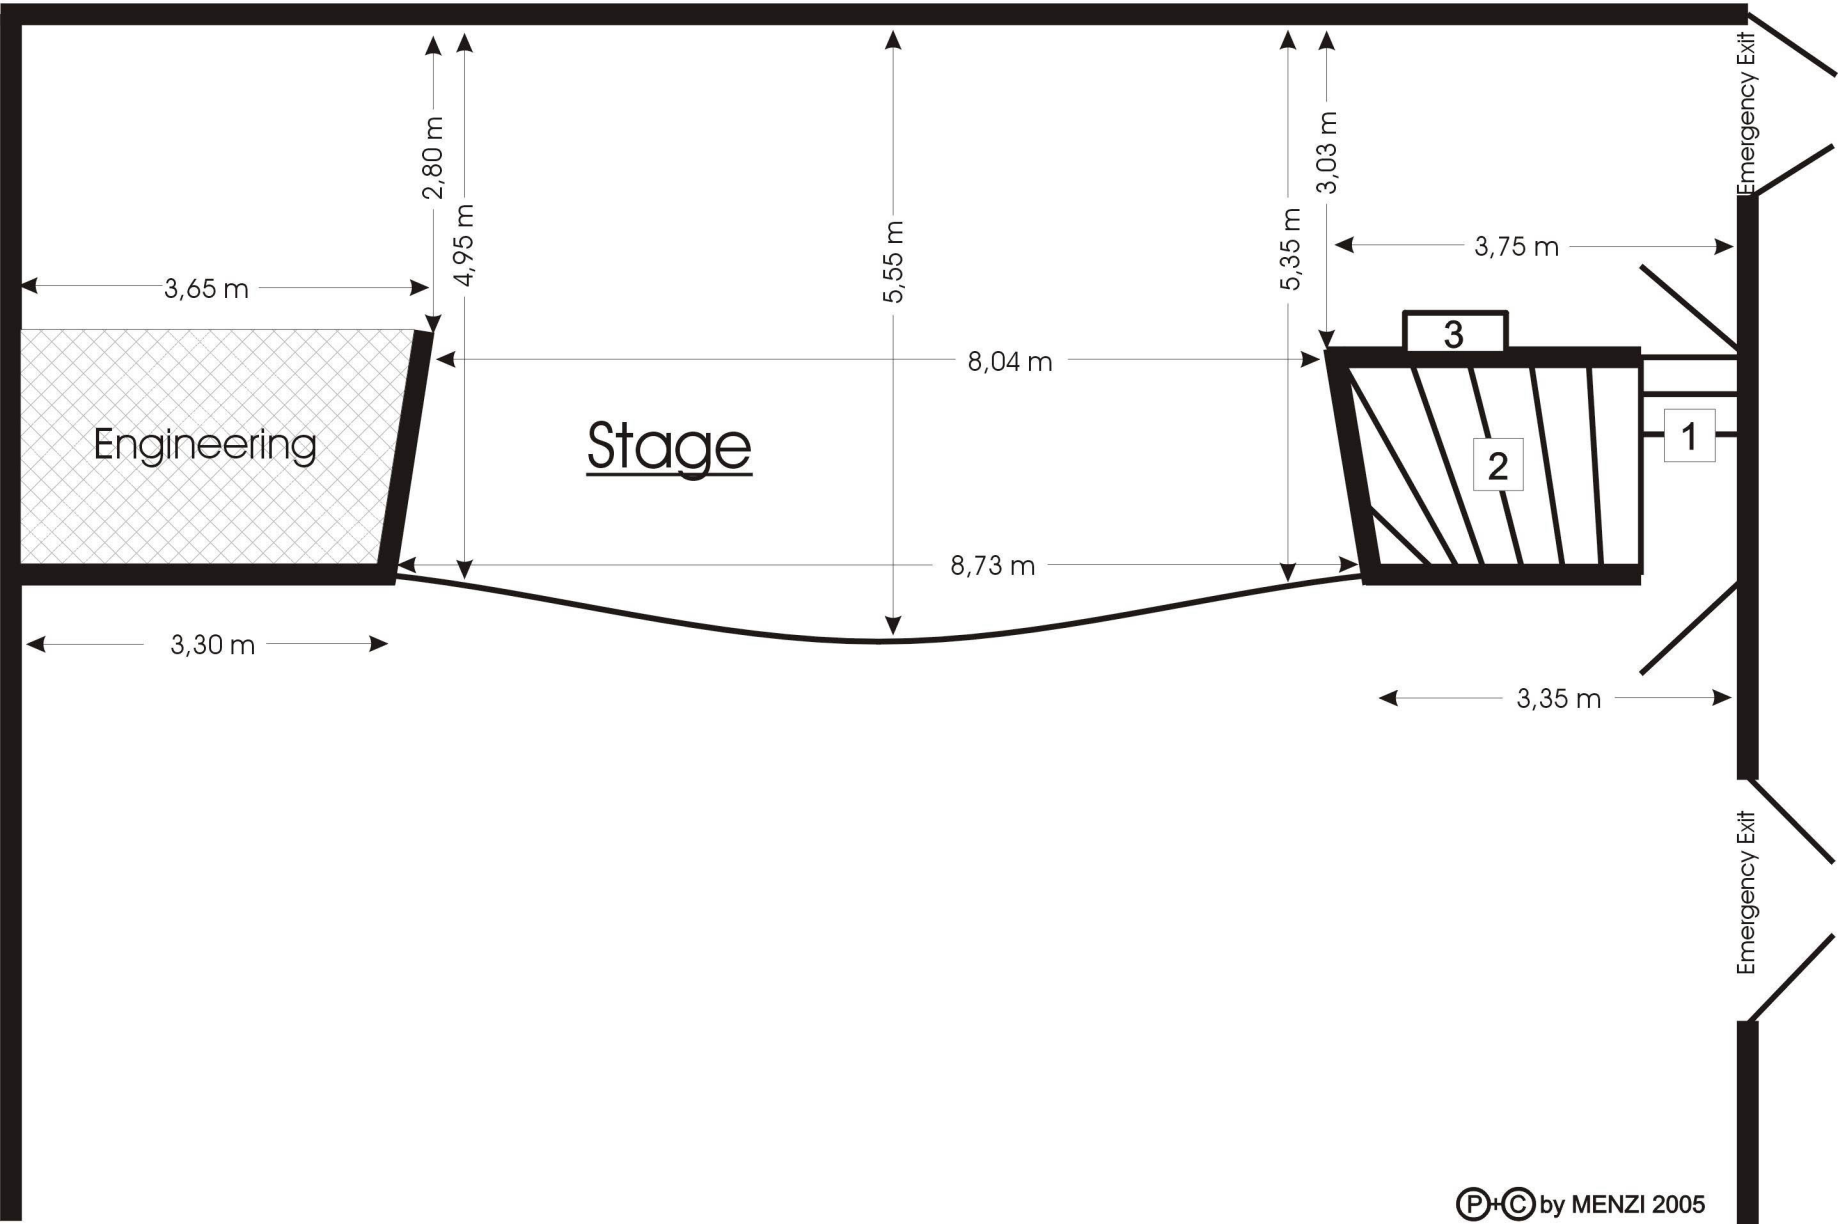 Emergency Exit
2,80 m
3,03 m
4,95 m
5,55 m
5,35 m
3,75 m
3,65 m
3
8,04 m
Engineering
Stage
2
1
8,73 m
3,30 m
3,35 m
Emergency Exit
Ⓟ+Ⓒ by MENZI 2005